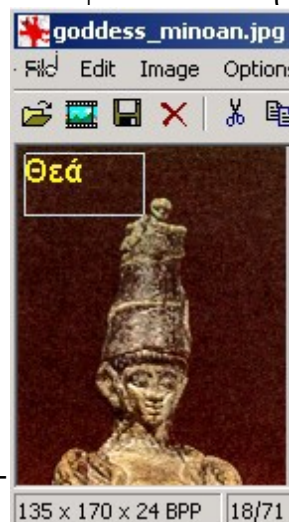 goddess_minoan.jpg
File Edit Image Options
Θεά
135 x 170 x 24 BPP 18/71